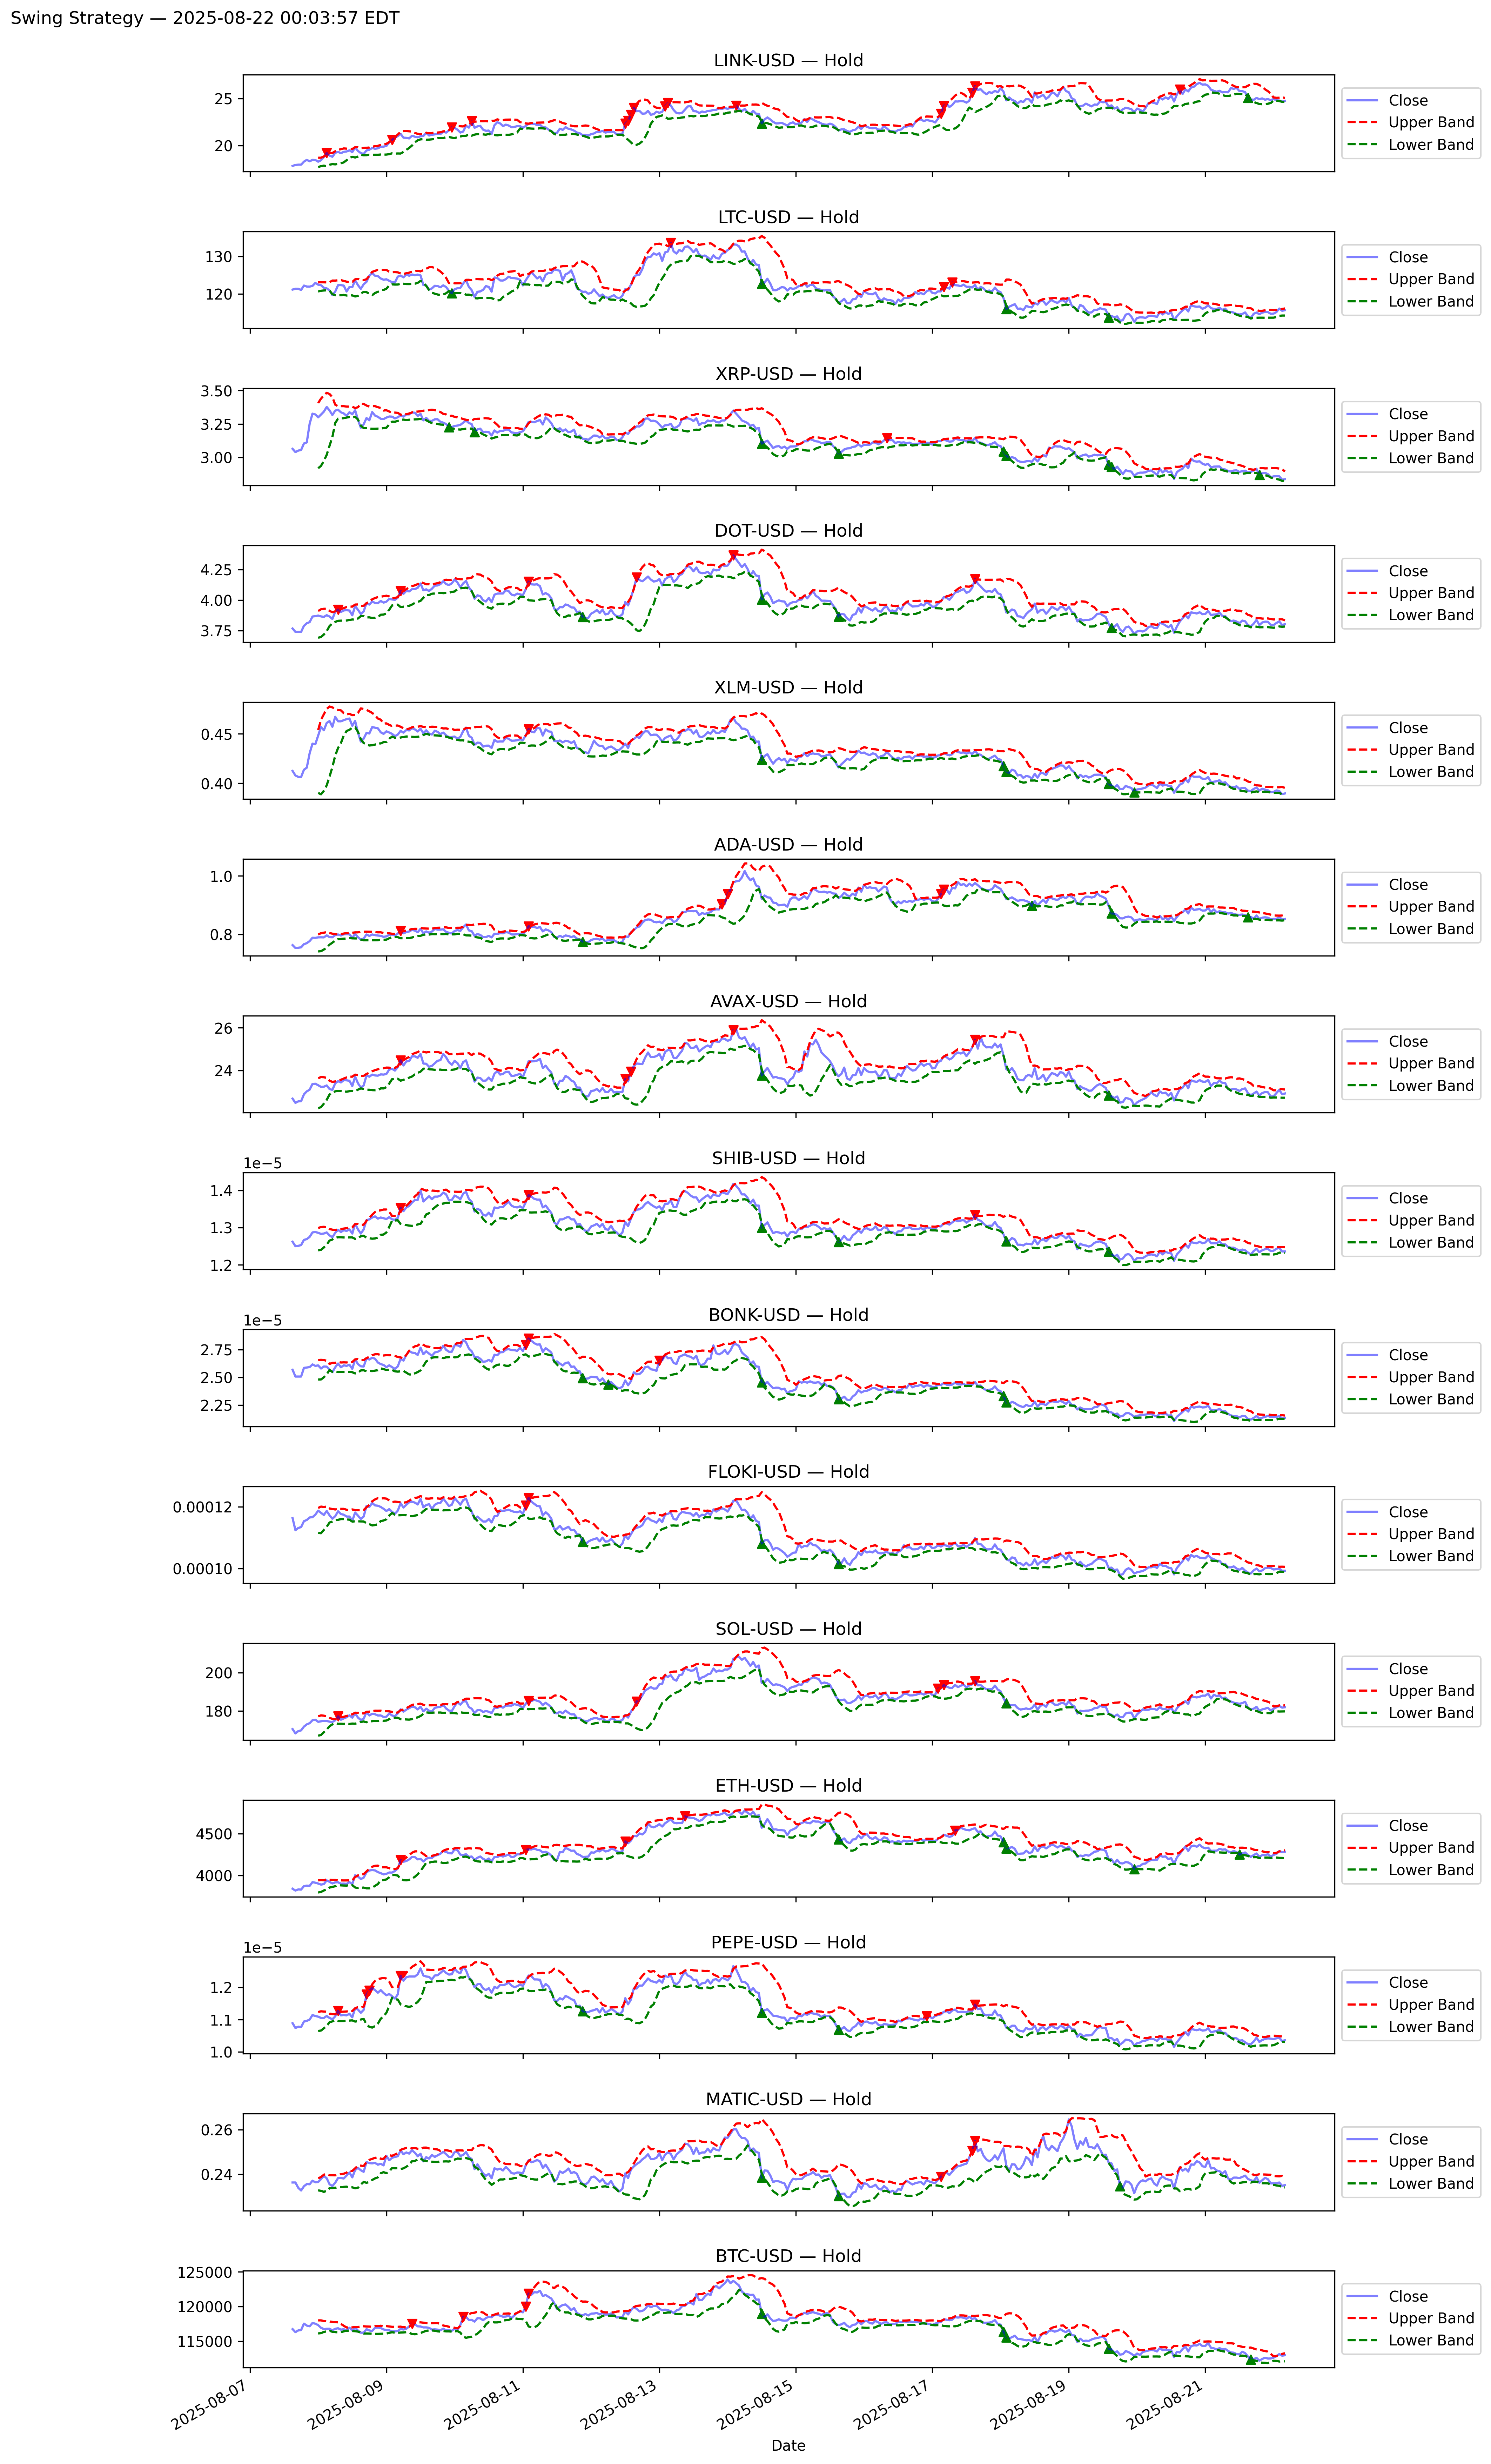 Swing Strategy — 2025-08-22 00:03:57 EDT
LINK-USD — Hold
25
20
Close
Upper Band
Lower Band
LTC-USD — Hold
130
120
Close
Upper Band
Lower Band
XRP-USD — Hold
3.50
3.25
3.00
Close
Upper Band
Lower Band
DOT-USD — Hold
4.25
4.00
3.75
Close
Upper Band
Lower Band
XLM-USD — Hold
0.45
0.40
Close
Upper Band
Lower Band
ADA-USD — Hold
1.0
0.8
Close
Upper Band
Lower Band
AVAX-USD — Hold
26
24
Close
Upper Band
Lower Band
SHIB-USD — Hold
1e−5
1.4
1.3
1.2
Close
Upper Band
Lower Band
BONK-USD — Hold
1e−5
2.75
2.50
2.25
Close
Upper Band
Lower Band
FLOKI-USD — Hold
0.00012
0.00010
Close
Upper Band
Lower Band
SOL-USD — Hold
200
180
Close
Upper Band
Lower Band
ETH-USD — Hold
4500
4000
Close
Upper Band
Lower Band
PEPE-USD — Hold
1e−5
1.2
1.1
1.0
Close
Upper Band
Lower Band
MATIC-USD — Hold
0.26
0.24
Close
Upper Band
Lower Band
BTC-USD — Hold
125000
120000
115000
Close
Upper Band
Lower Band
2025-08-07
2025-08-09
2025-08-11
2025-08-13
2025-08-15
2025-08-17
2025-08-19
2025-08-21
Date